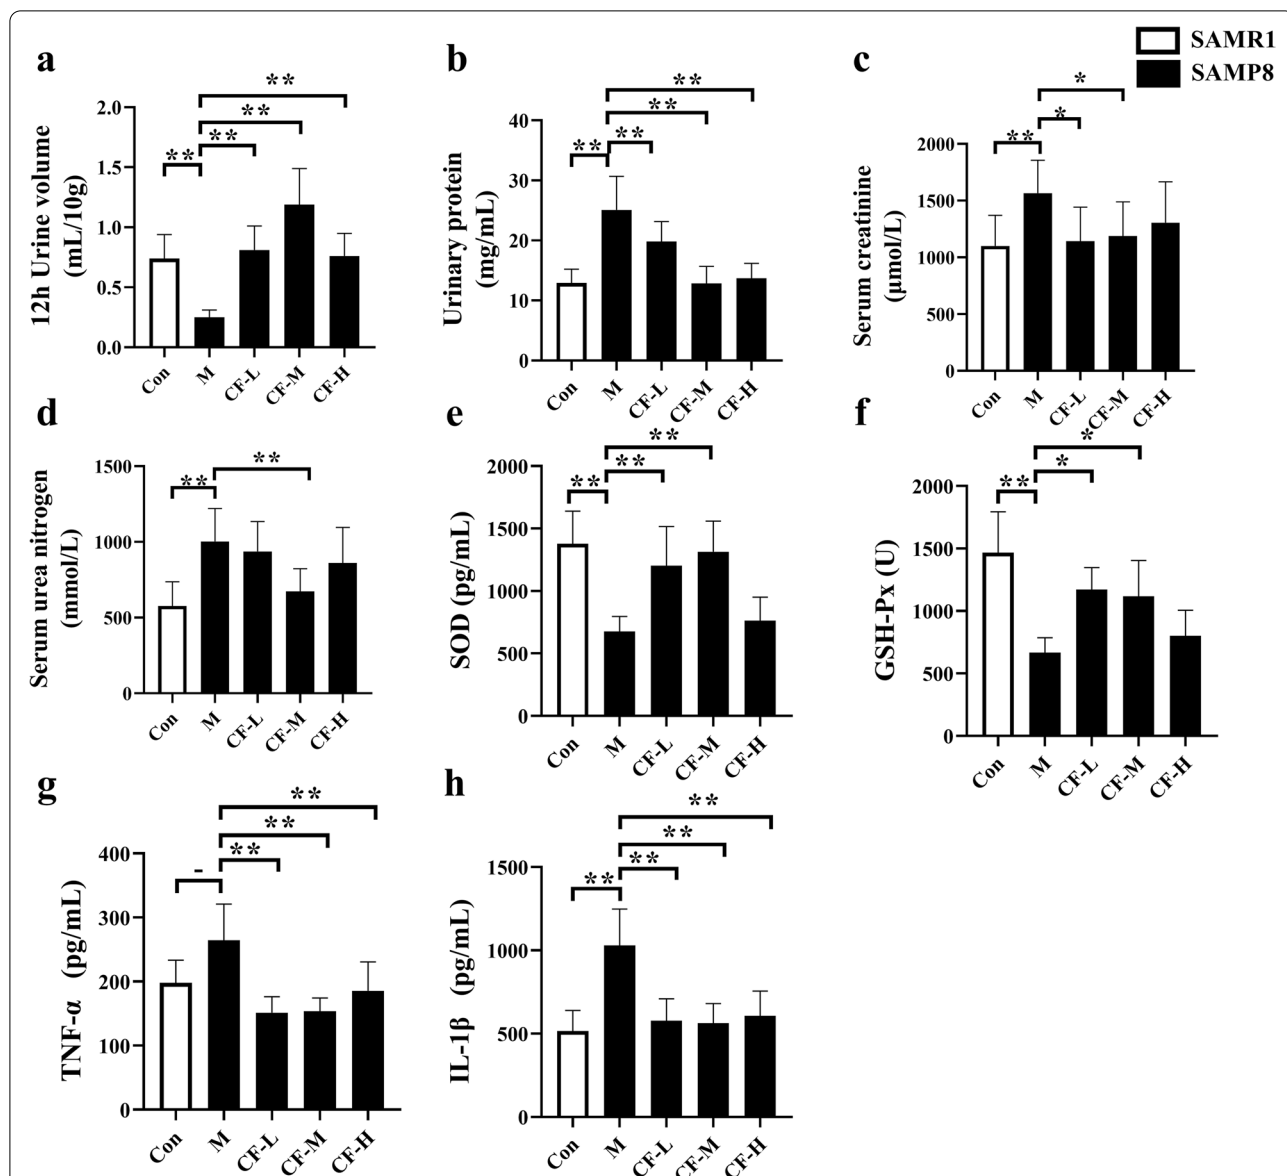 SAMR1
SAMP8
a
**
**
**
**
12h Urine volume
(mL/10g)
2.0
1.5
1.0
0.5
0.0
Con
M
CF-L
CF-M
CF-H
b
**
**
**
**
Urinary protein
(mg/mL)
40
30
20
10
0
Con
M
CF-L
CF-M
CF-H
c
*
*
**
Serum creatinine
(μmol/L)
2000
1500
1000
500
0
Con
M
CF-L
CF-M
CF-H
d
**
**
Serum urea nitrogen
(mmol/L)
1500
1000
500
0
Con
M
CF-L
CF-M
CF-H
e
**
**
**
SOD (pg/mL)
2000
1500
1000
500
0
Con
M
CF-L
CF-M
CF-H
f
*
*
**
GSH-Px (U)
2000
1500
1000
500
0
Con
M
CF-L
CF-M
CF-H
g
**
**
**
-
TNF-α (pg/mL)
400
300
200
100
0
Con
M
CF-L
CF-M
CF-H
h
**
**
**
**
IL-1β (pg/mL)
1500
1000
500
0
Con
M
CF-L
CF-M
CF-H